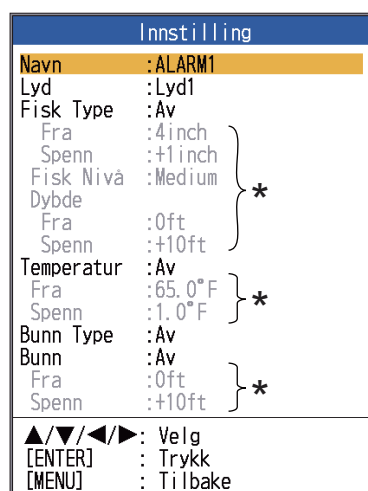 Innstilling
Navn :ALARM1
Lyd :Lyd1
Fisk Type :Av
Fra :4inch
Spenn :+1inch
Fisk Nivå :Medium
Dybde
Fra :0ft
Spenn :+10ft
*
Temperatur :Av
Fra :65.0°F
Spenn :1.0°F
*
Bunn Type :Av
Bunn :Av
Fra :0ft
Spenn :+10ft
*
▲/▼/◀/▶: Velg
[ENTER] : Trykk
[MENU] : Tilbake